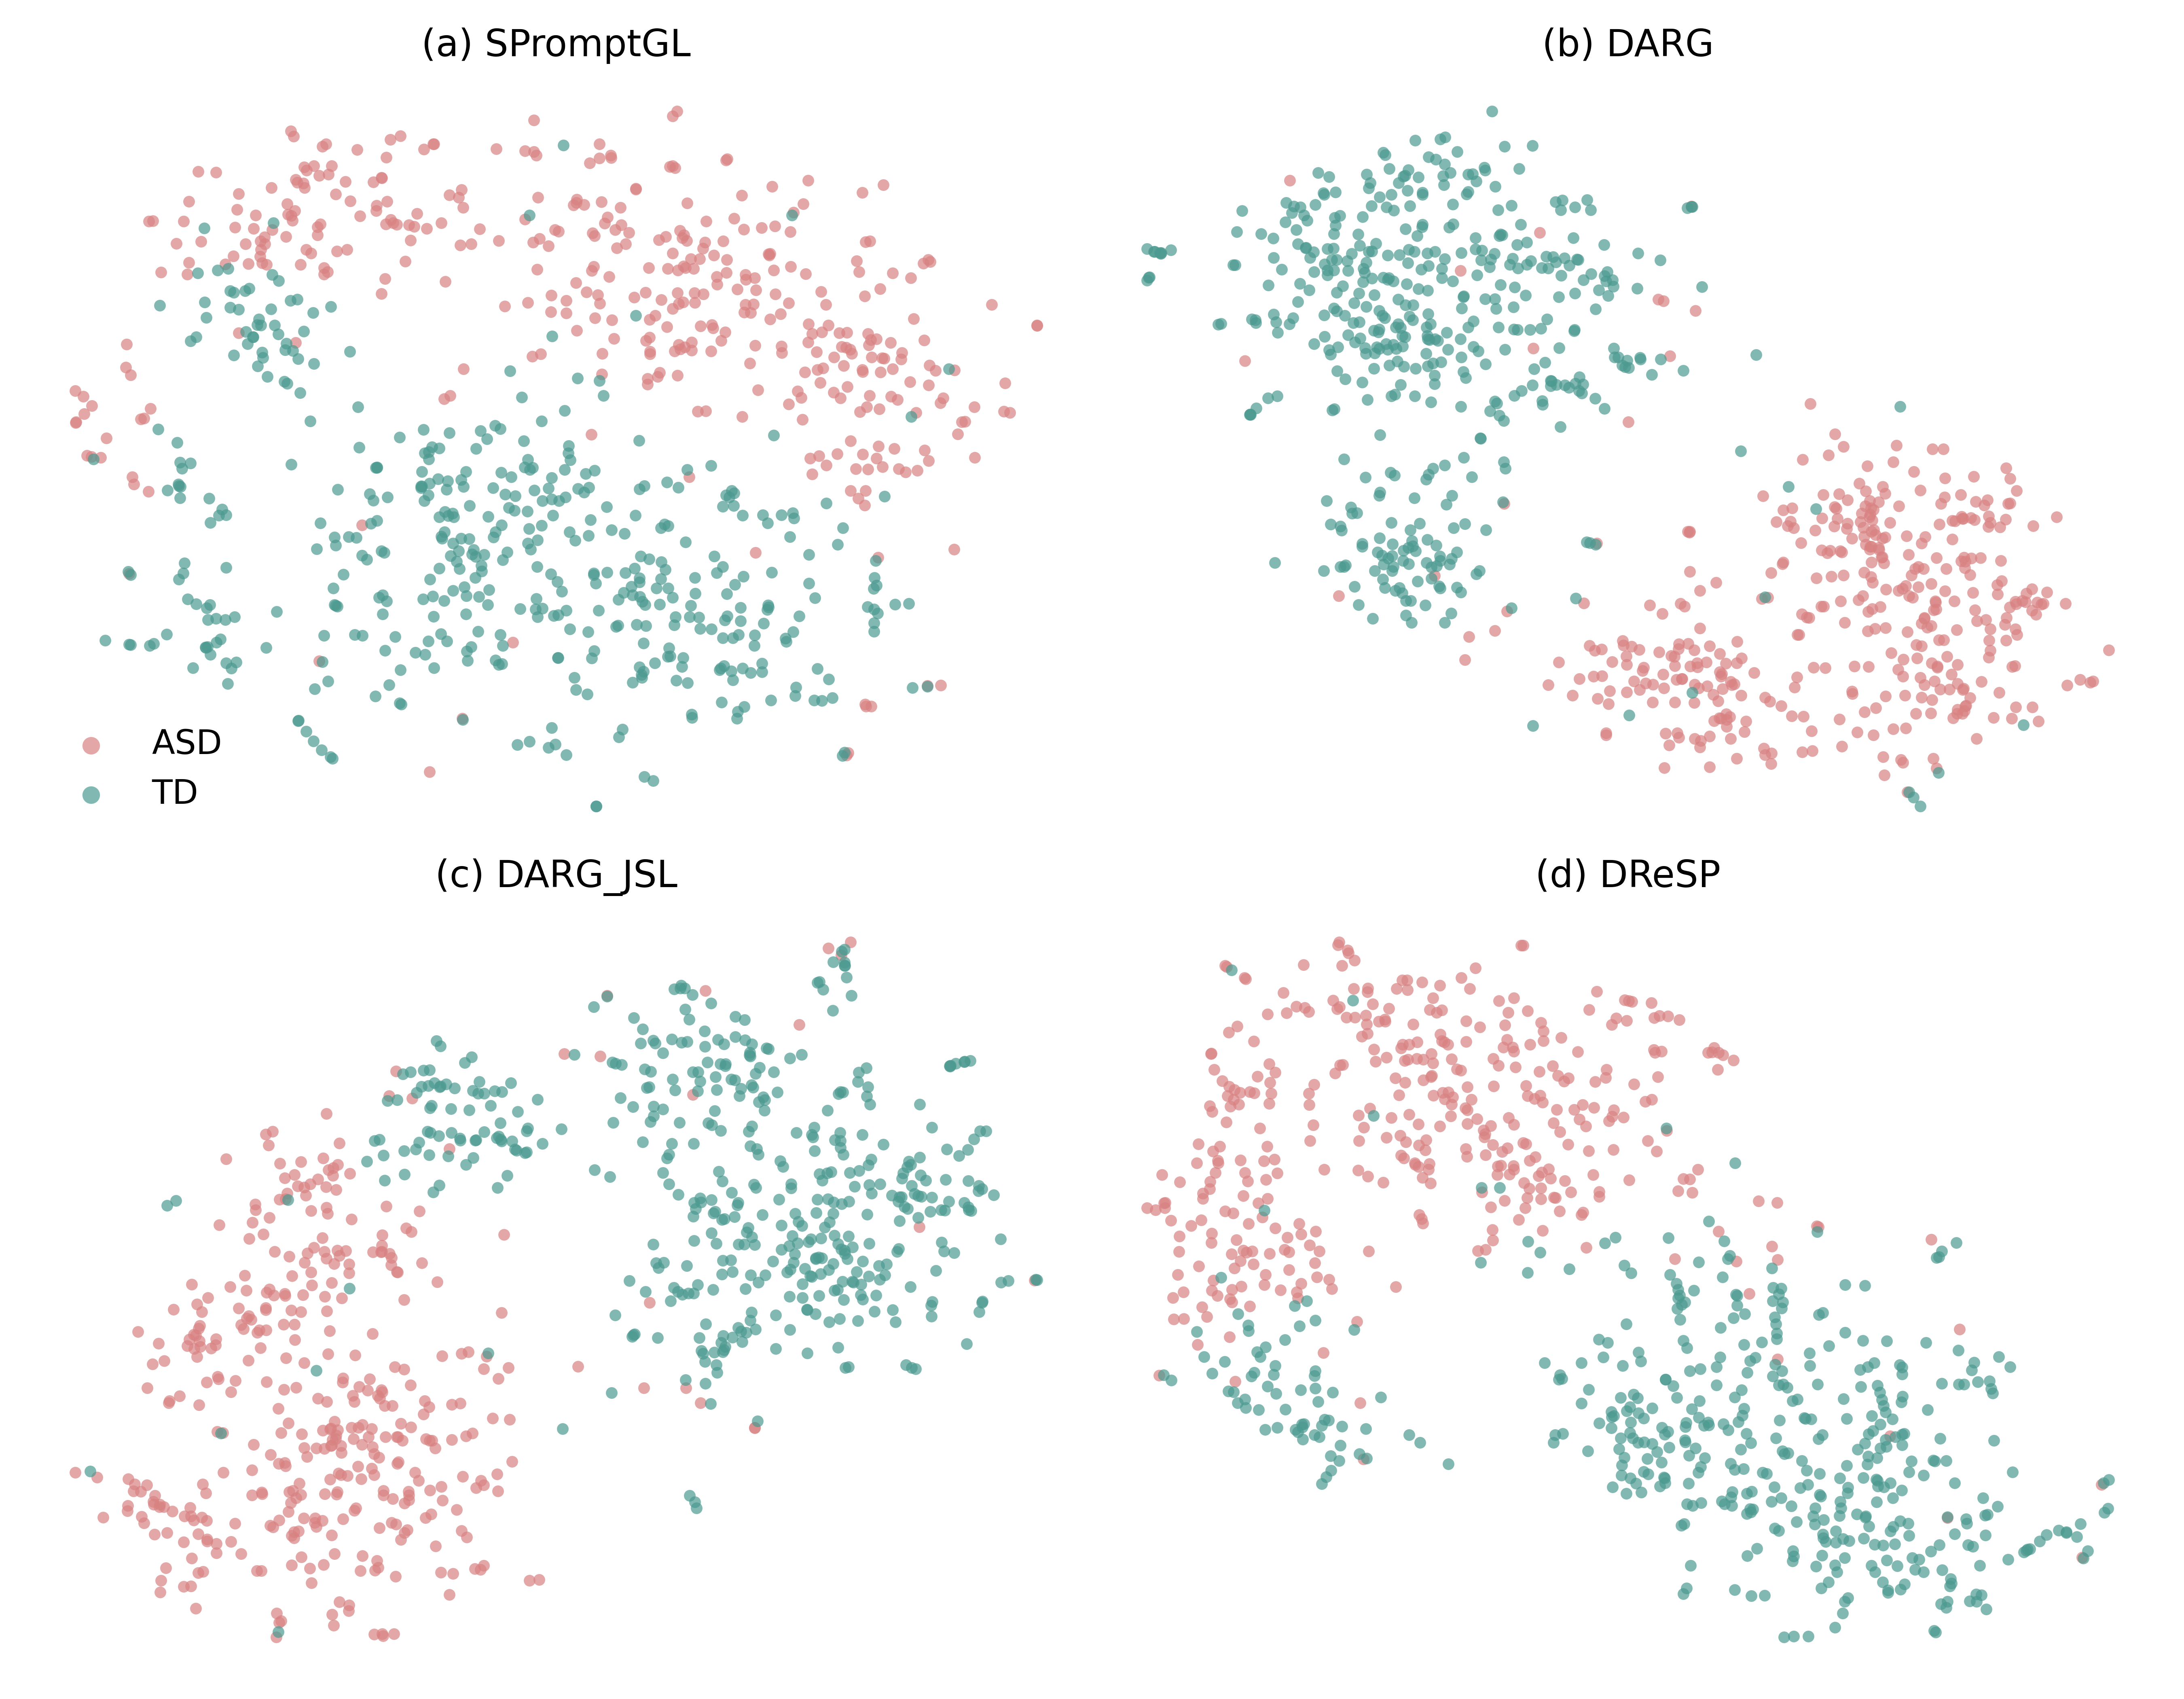 (a) SPromptGL
(b) DARG
ASD
TD
(c) DARG_JSL
(d) DReSP